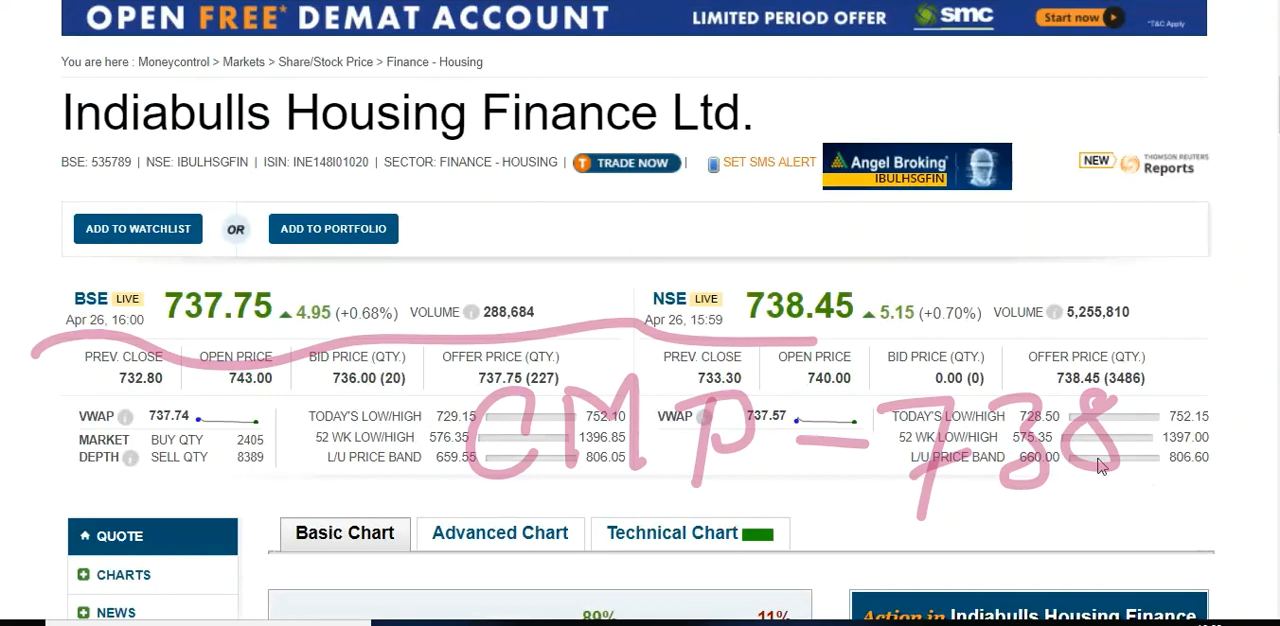 OPEN FREE* DEMAT ACCOUNT LIMITED PERIOD OFFER smc Start now *T&C Apply
You are here : Moneycontrol > Markets > Share/Stock Price > Finance - Housing
Indiabulls Housing Finance Ltd.
BSE: 535789 | NSE: IBULHSGFIN | ISIN: INE148I01020 | SECTOR: FINANCE - HOUSING | T TRADE NOW | SET SMS ALERT
Angel Broking
IBULHSGFIN
NEW THOMSON REUTERS
Reports
ADD TO WATCHLIST OR ADD TO PORTFOLIO
BSE LIVE 737.75 4.95 (+0.68%) VOLUME 288,684
Apr 26, 16:00
NSE LIVE 738.45 5.15 (+0.70%) VOLUME 5,255,810
Apr 26, 15:59
PREV. CLOSE OPEN PRICE BID PRICE (QTY.) OFFER PRICE (QTY.)
732.80 743.00 736.00 (20) 737.75 (227)
PREV. CLOSE OPEN PRICE BID PRICE (QTY.) OFFER PRICE (QTY.)
733.30 740.00 0.00 (0) 738.45 (3486)
VWAP 737.74
MARKET BUY QTY 2405
DEPTH SELL QTY 8389
TODAY'S LOW/HIGH 729.15 752.10
52 WK LOW/HIGH 576.35 1396.85
L/U PRICE BAND 659.55 806.05
VWAP 737.57
TODAY'S LOW/HIGH 728.50 752.15
52 WK LOW/HIGH 575.35 1397.00
L/U PRICE BAND 660.00 806.60
CMP - 738
QUOTE
CHARTS
NEWS
Basic Chart Advanced Chart Technical Chart
89% 11%
Action in Indiabulls Housing Finance